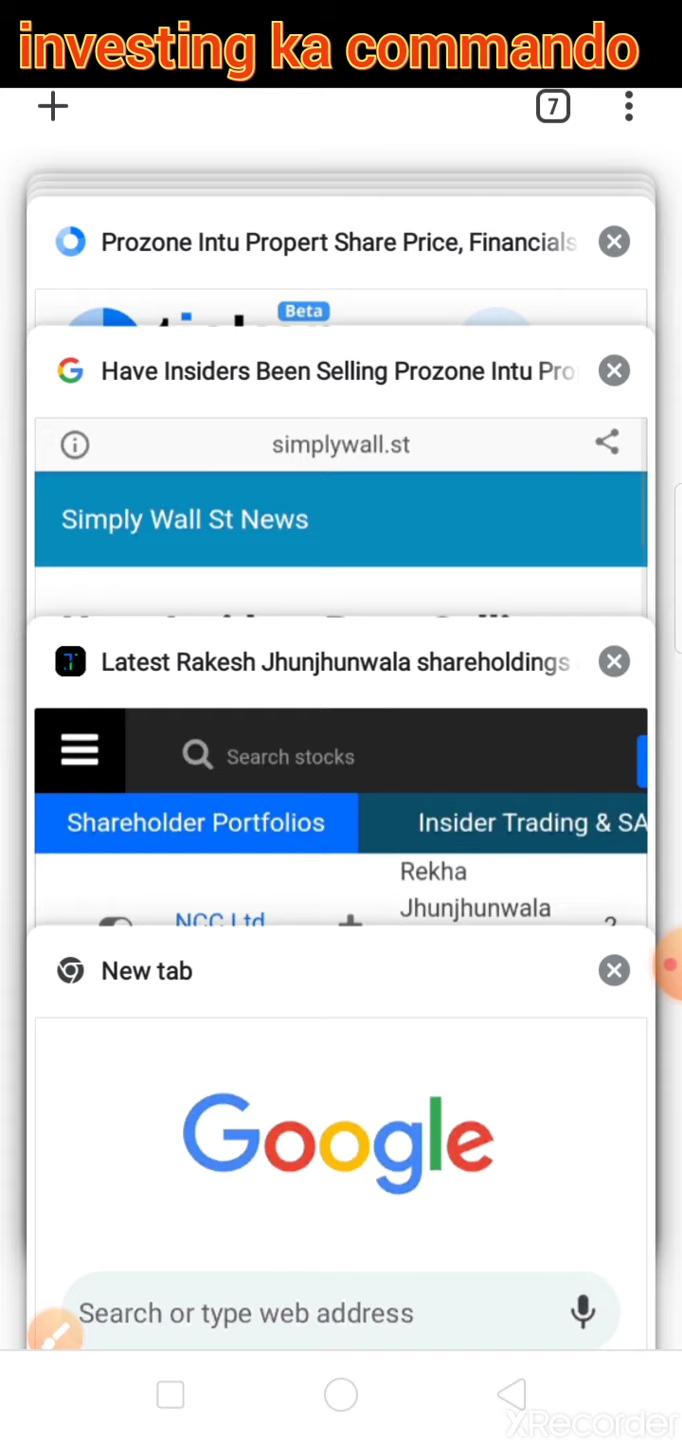 investing ka commando
7
Prozone Intu Propert Share Price, Financials
Beta
Have Insiders Been Selling Prozone Intu Pro
simplywall.st
Simply Wall St News
Latest Rakesh Jhunjhunwala shareholdings
Search stocks
Shareholder Portfolios
Insider Trading & SA
Rekha
Jhunjhunwala
NCC Ltd
New tab
Google
Search or type web address
XRecorder